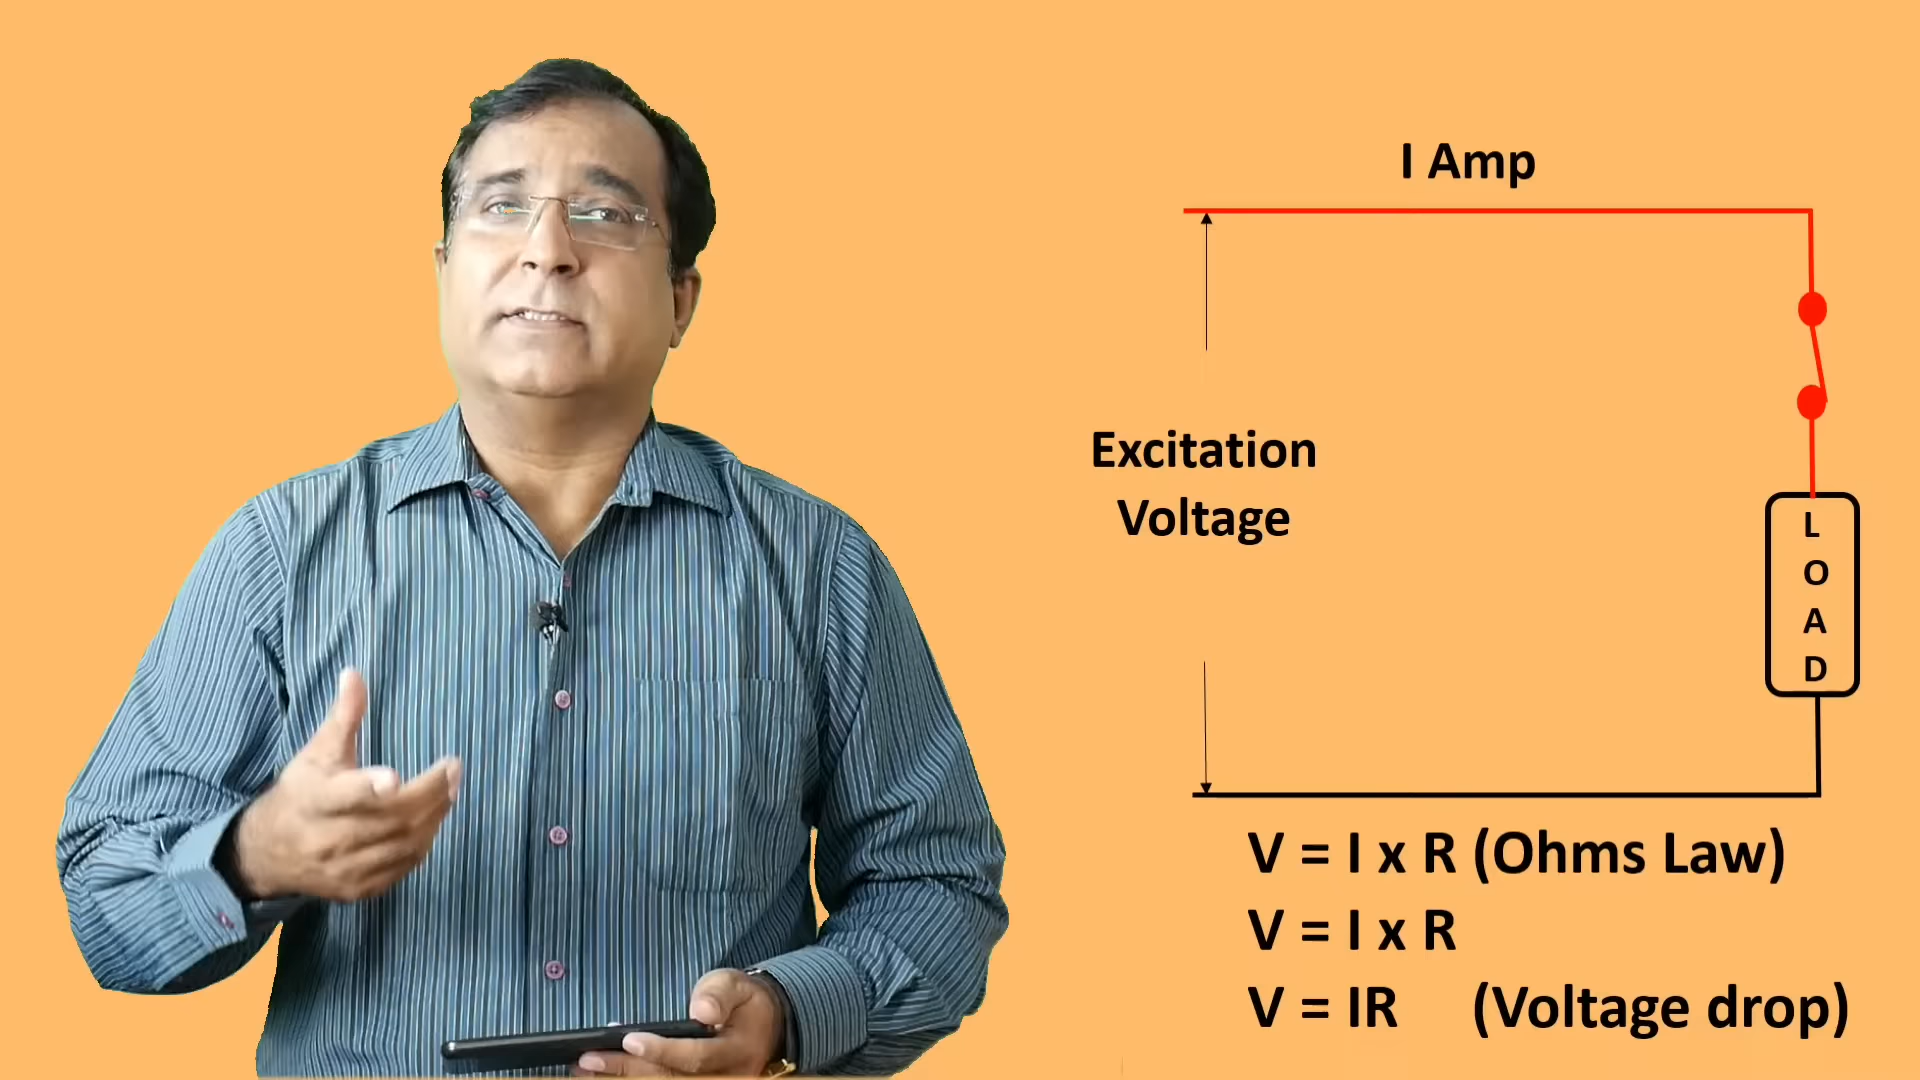 I Amp
Excitation
Voltage
L
O
A
D
V = I x R (Ohms Law)
V = I x R
V = IR (Voltage drop)